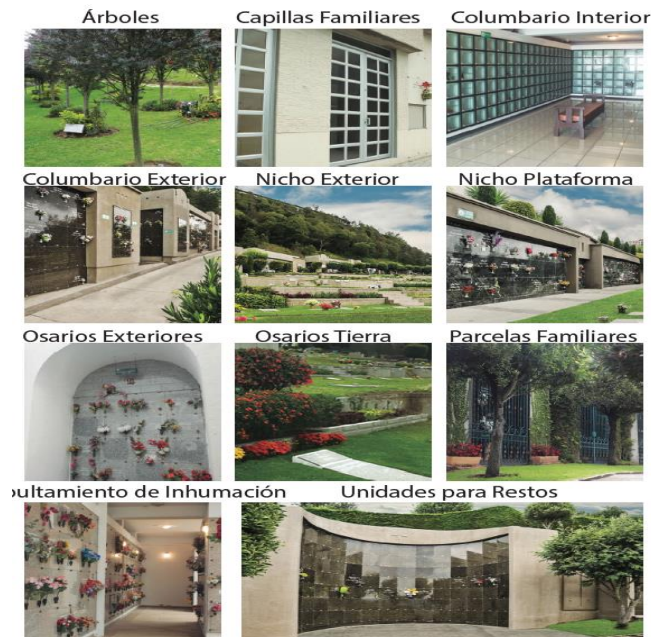 Árboles
Capillas Familiares
Columbario Interior
Columbario Exterior
Nicho Exterior
Nicho Plataforma
Osarios Exteriores
Osarios Tierra
Parcelas Familiares
pultamiento de Inhumación
Unidades para Restos